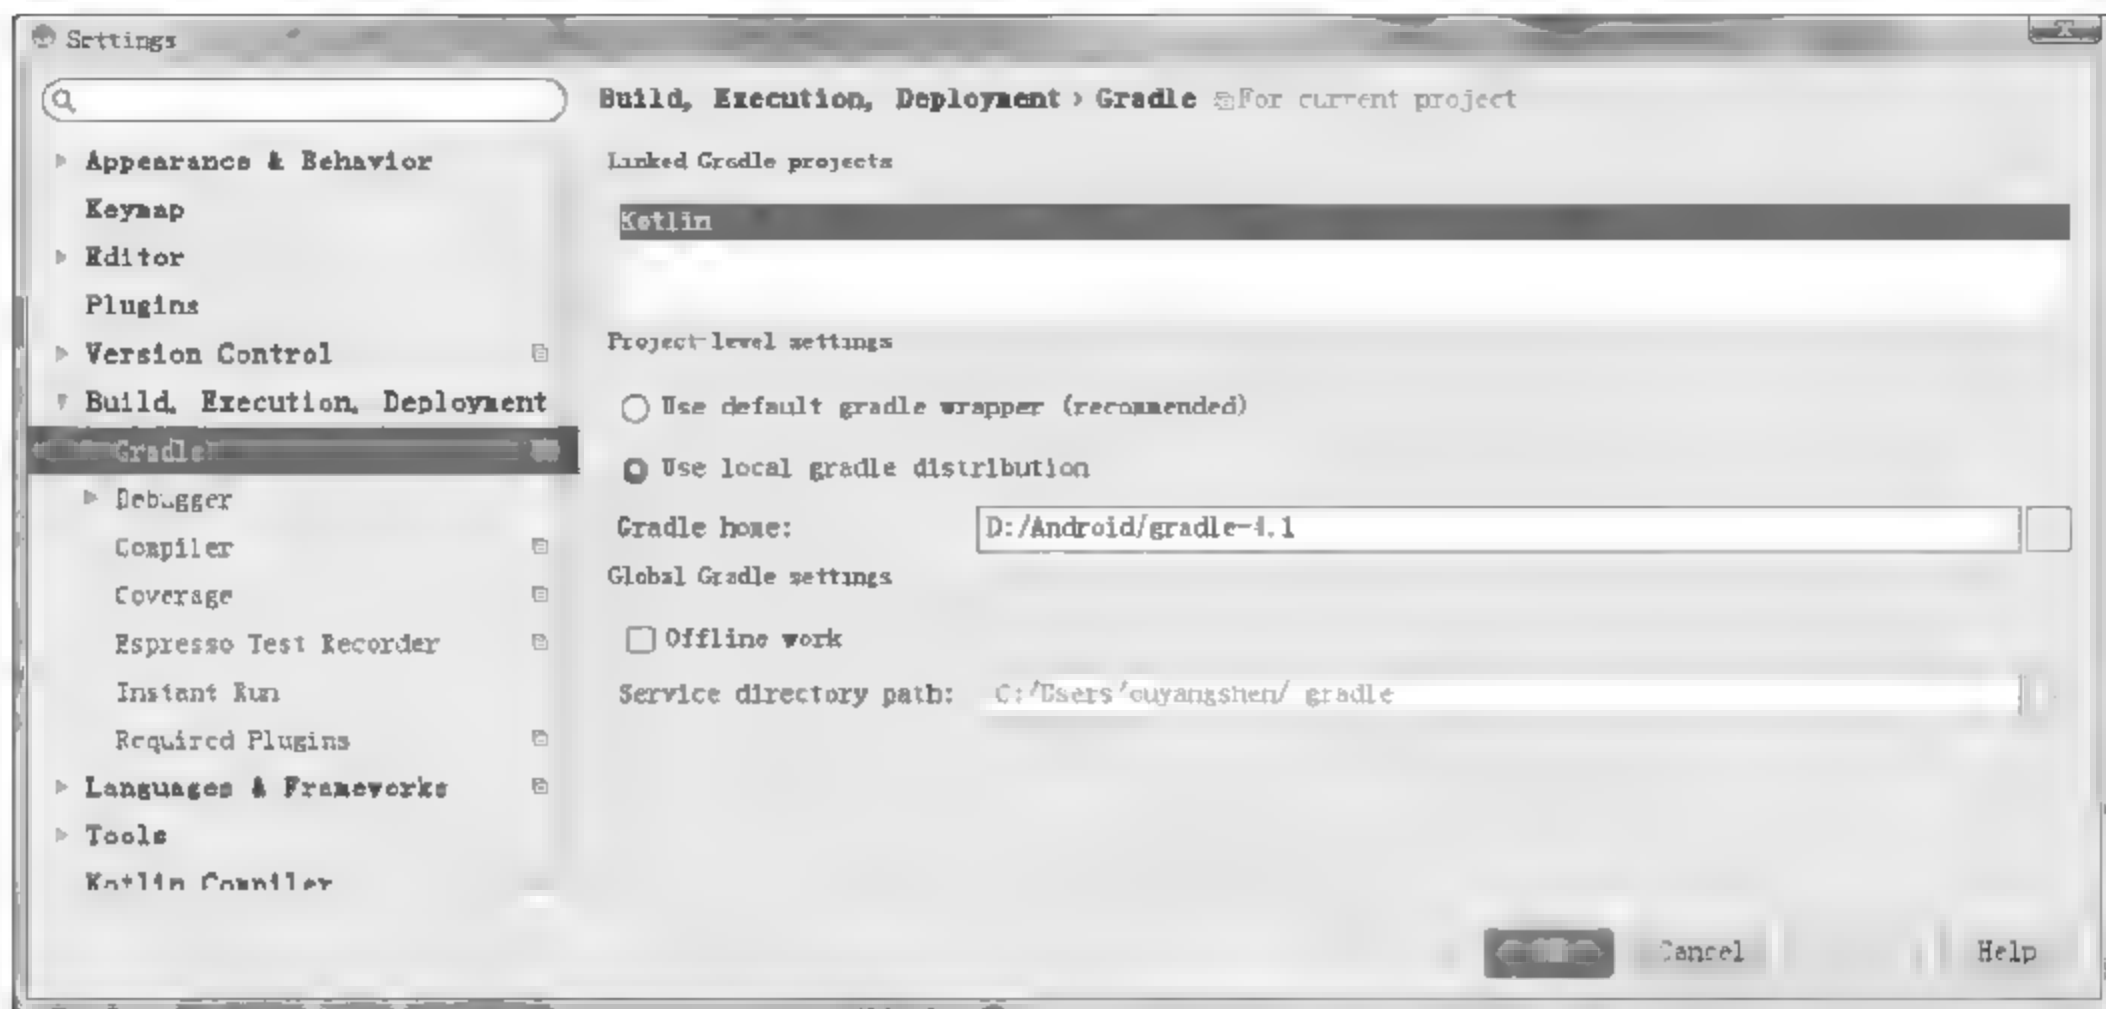 Settings
Build, Execution, Deployment › Gradle For current project
Appearance & Behavior
Keymap
Editor
Plugins
Version Control
Build, Execution, Deployment
Gradle
Debugger
Compiler
Coverage
Espresso Test Recorder
Instant Run
Required Plugins
Languages & Frameworks
Tools
Kotlin Compiler
Linked Gradle projects
Kotlin
Project-level settings
Use default gradle wrapper (recommended)
Use local gradle distribution
Gradle home: D:/Android/gradle-4.1
Global Gradle settings
Offline work
Service directory path: C:/Users/ouyangshen/.gradle
Cancel
Help